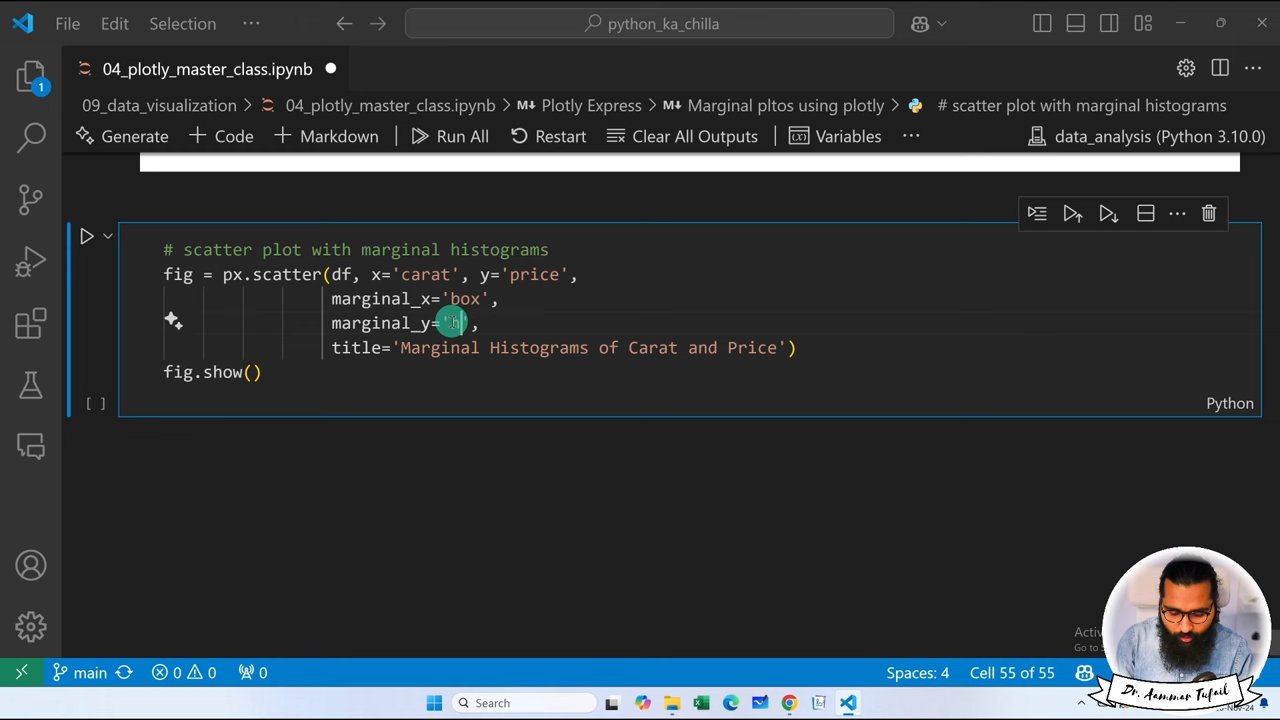 File Edit Selection ··· python_ka_chilla
04_plotly_master_class.ipynb
1
09_data_visualization > 04_plotly_master_class.ipynb > Plotly Express > Marginal pltos using plotly > # scatter plot with marginal histograms
Generate + Code + Markdown Run All Restart Clear All Outputs Variables ··· data_analysis (Python 3.10.0)
# scatter plot with marginal histograms
fig = px.scatter(df, x='carat', y='price',
marginal_x='box',
marginal_y='h',
title='Marginal Histograms of Carat and Price')
fig.show()
[ ] Python
main 0 0 0 Spaces: 4 Cell 55 of 55
Search
Dr. Aammar Tufail